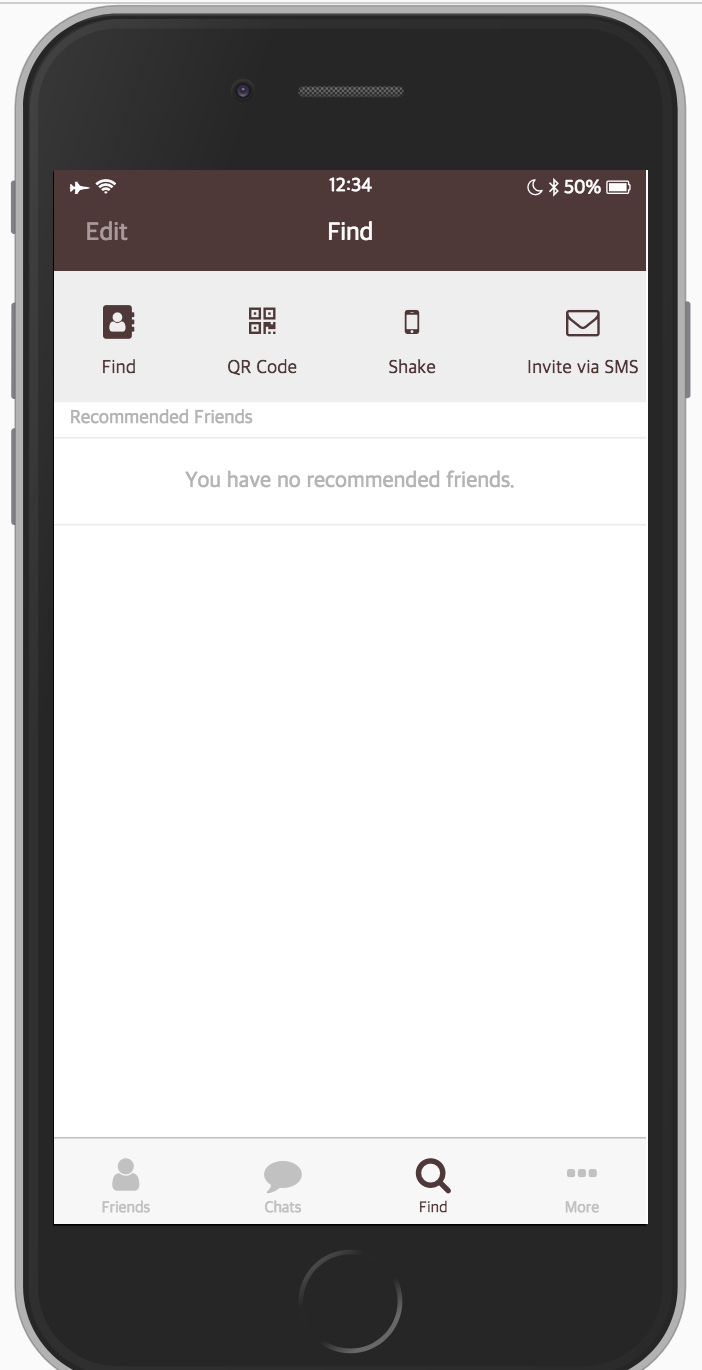 12:34 50%
Edit Find
Find QR Code Shake Invite via SMS
Recommended Friends
You have no recommended friends.
Friends Chats Find More